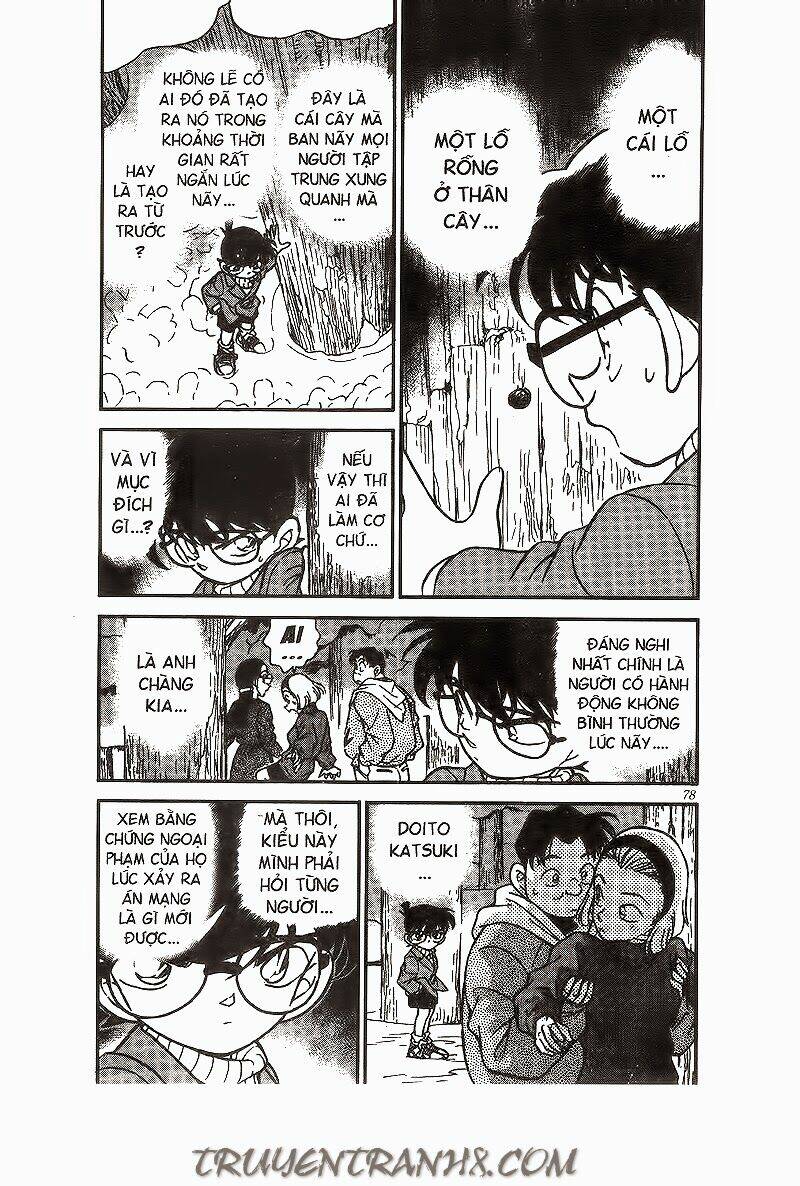 MỘT
CÁI LỖ
...
MỘT LỖ
RỖNG
Ở THÂN
CÂY...
ĐÂY LÀ
CÁI CÂY MÀ
BAN NÃY MỌI
NGƯỜI TẬP
TRUNG XUNG
QUANH MÀ
...
KHÔNG LẼ CÓ
AI ĐÓ ĐÃ TẠO
RA NÓ TRONG
KHOẢNG THỜI
GIAN RẤT
NGẮN LÚC
NÃY...
HAY
LÀ TẠO
RA TỪ
TRƯỚC
?
NẾU
VẬY THÌ
AI ĐÃ
LÀM CƠ
CHỨ...
VÀ VÌ
MỤC
ĐÍCH
GÌ...?
ĐÁNG NGHI
NHẤT CHÍNH LÀ
NGƯỜI CÓ HÀNH
ĐỘNG KHÔNG
BÌNH THƯỜNG
LÚC NÃY....
AI
...
LÀ ANH
CHÀNG
KIA...
78
DOITO
KATSUKI
...
MÀ THÔI,
KIỂU NÀY
MÌNH PHẢI
HỎI TỪNG
NGƯỜI...
XEM BẰNG
CHỨNG NGOẠI
PHẠM CỦA HỌ
LÚC XẢY RA
ÁN MẠNG
LÀ GÌ MỚI
ĐƯỢC...
TRUYENTRANH8.COM